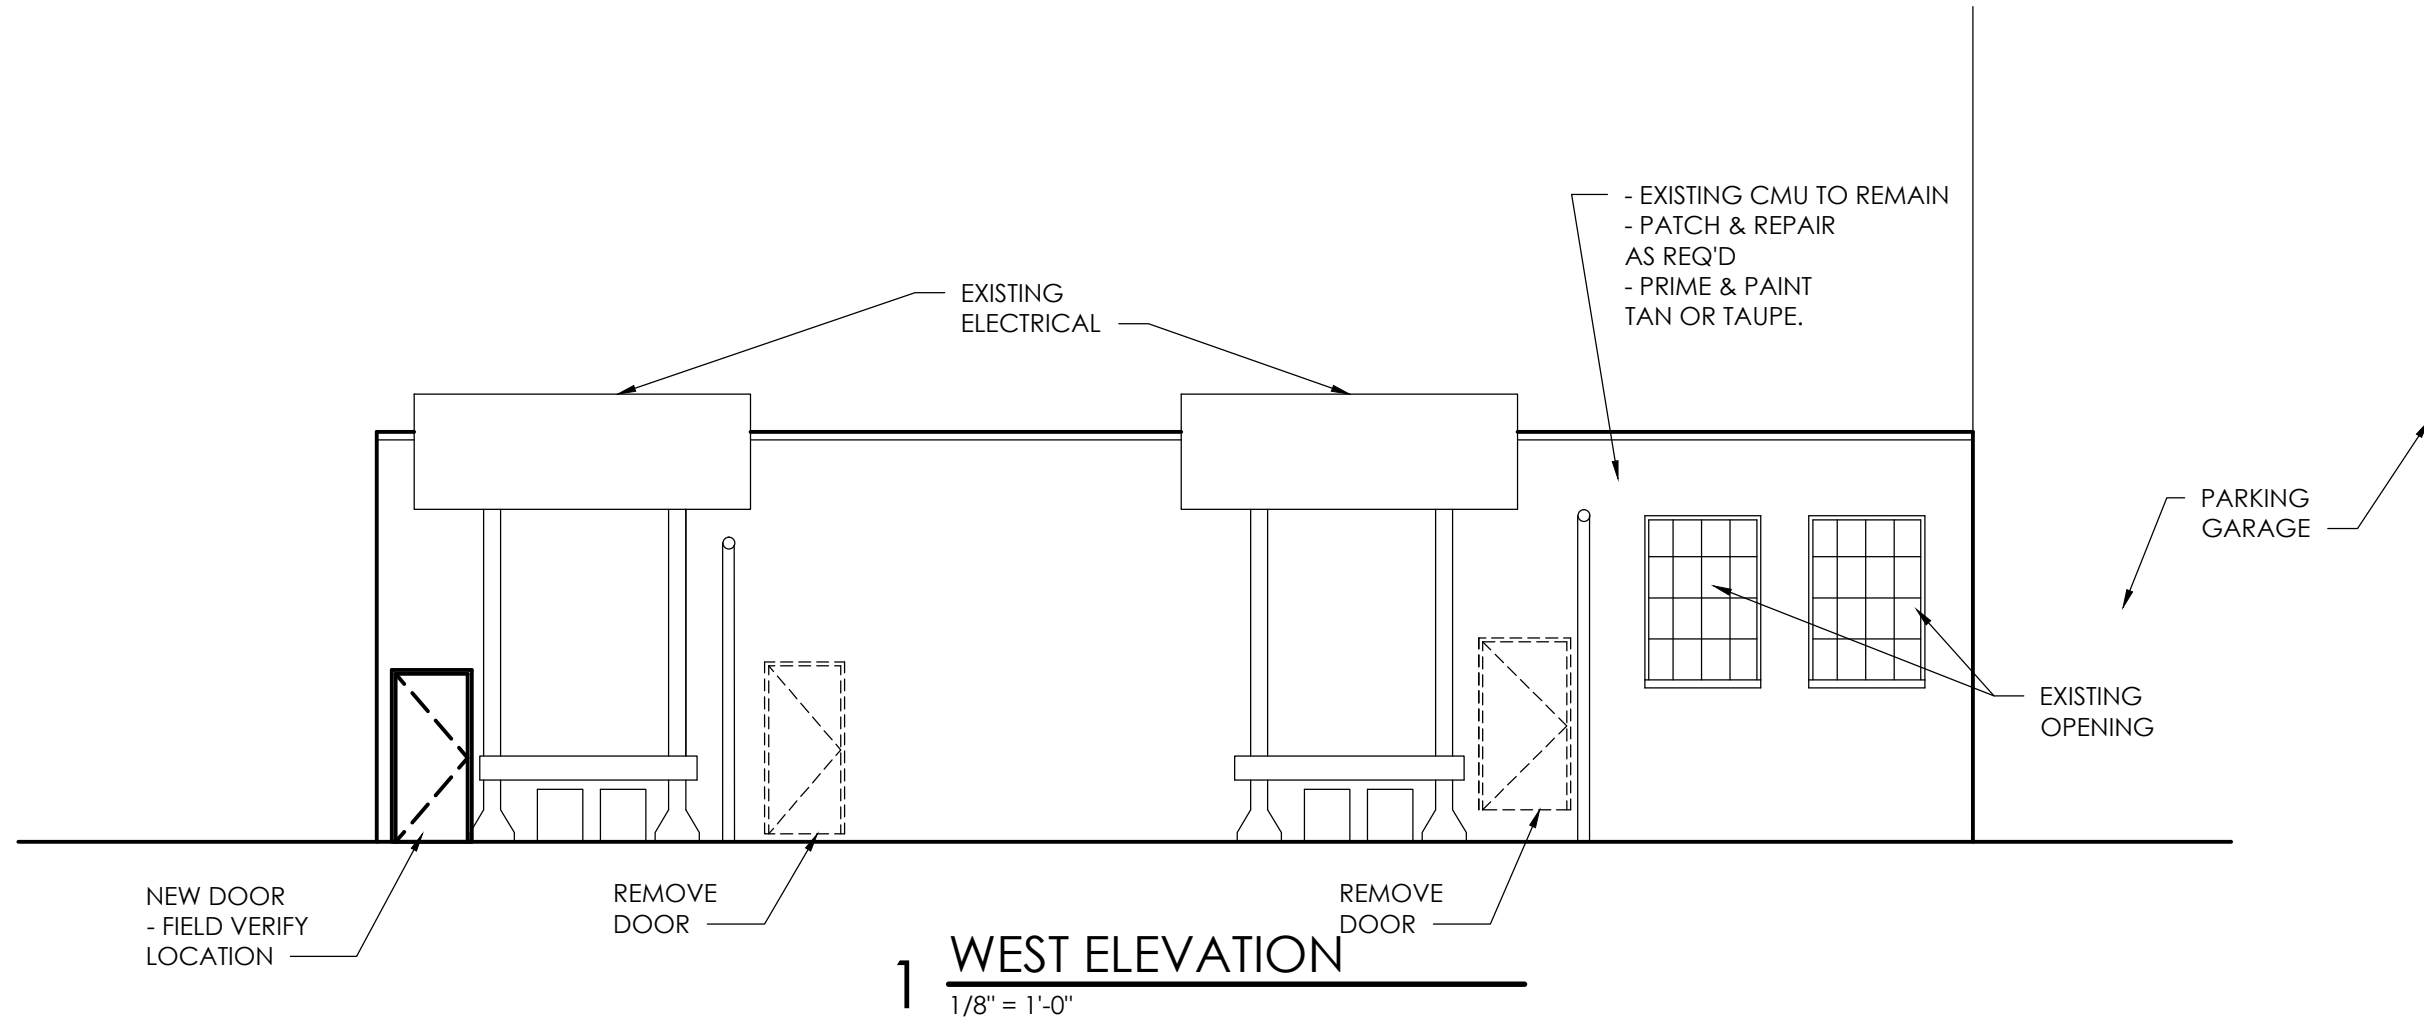 - EXISTING CMU TO REMAIN
- PATCH & REPAIR
AS REQ'D
- PRIME & PAINT
TAN OR TAUPE.
EXISTING
ELECTRICAL
PARKING
GARAGE
EXISTING
OPENING
NEW DOOR
- FIELD VERIFY
LOCATION
REMOVE
DOOR
REMOVE
DOOR
1 WEST ELEVATION
1/8" = 1'-0"